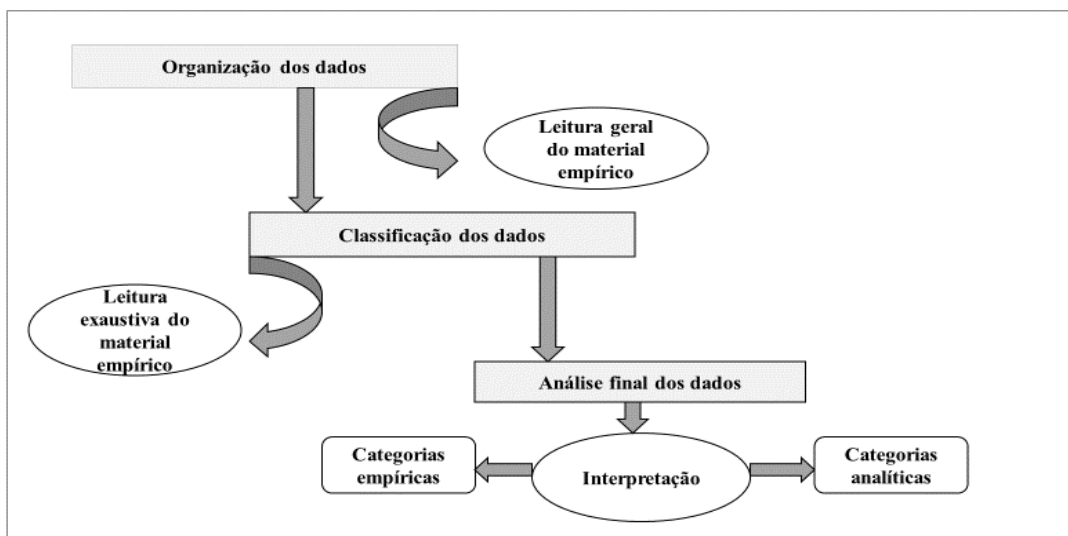 Organização dos dados
Leitura geral
do material
empírico
Classificação dos dados
Leitura
exaustiva do
material
empírico
Análise final dos dados
Categorias
empíricas
Interpretação
Categorias
analíticas